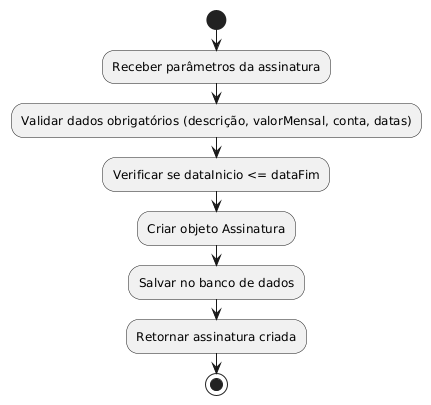 Receber parâmetros da assinatura
Validar dados obrigatórios (descrição, valorMensal, conta, datas)
Verificar se dataInicio <= dataFim
Criar objeto Assinatura
Salvar no banco de dados
Retornar assinatura criada